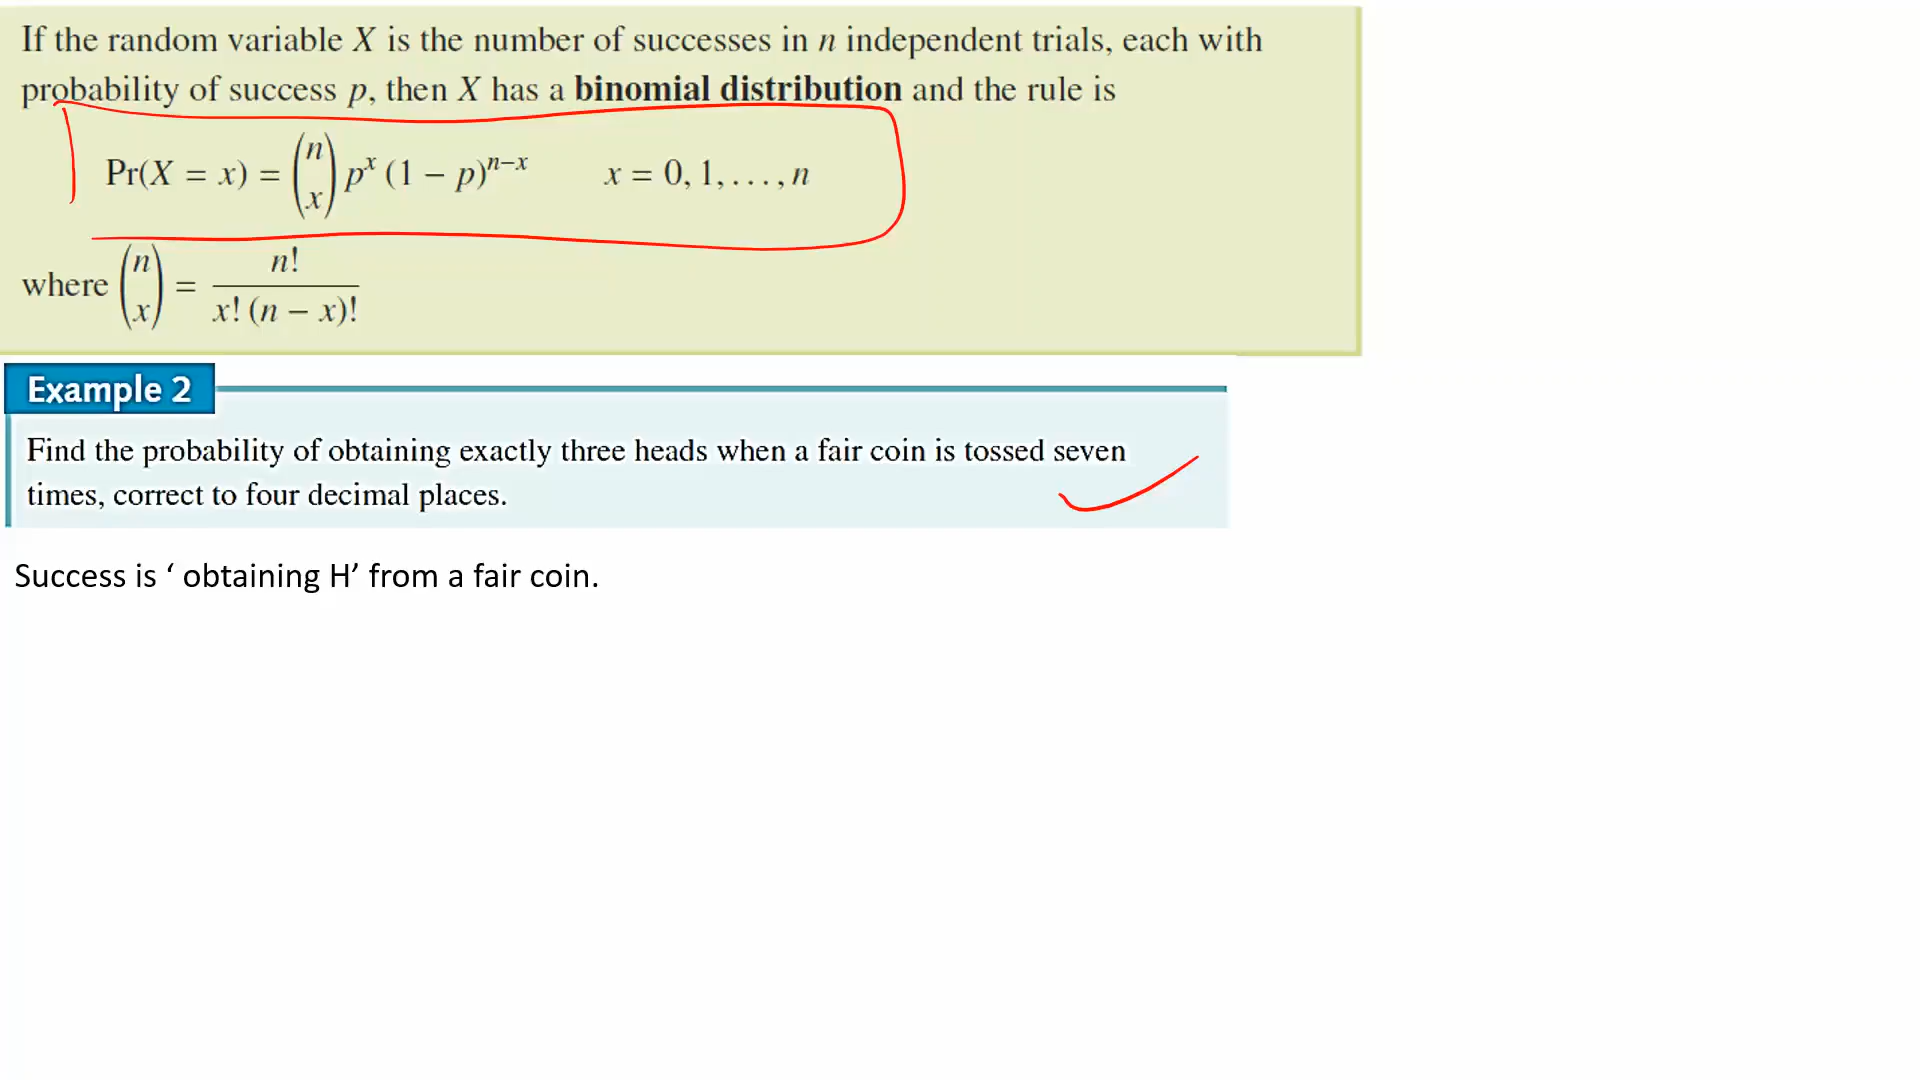 If the random variable X is the number of successes in n independent trials, each with
probability of success p, then X has a binomial distribution and the rule is
Pr(X = x) = (n x) p^x (1 − p)^{n−x} x = 0, 1, . . . , n
where (n x) = n! / x! (n − x)!
Example 2
Find the probability of obtaining exactly three heads when a fair coin is tossed seven
times, correct to four decimal places.
Success is ‘ obtaining H’ from a fair coin.